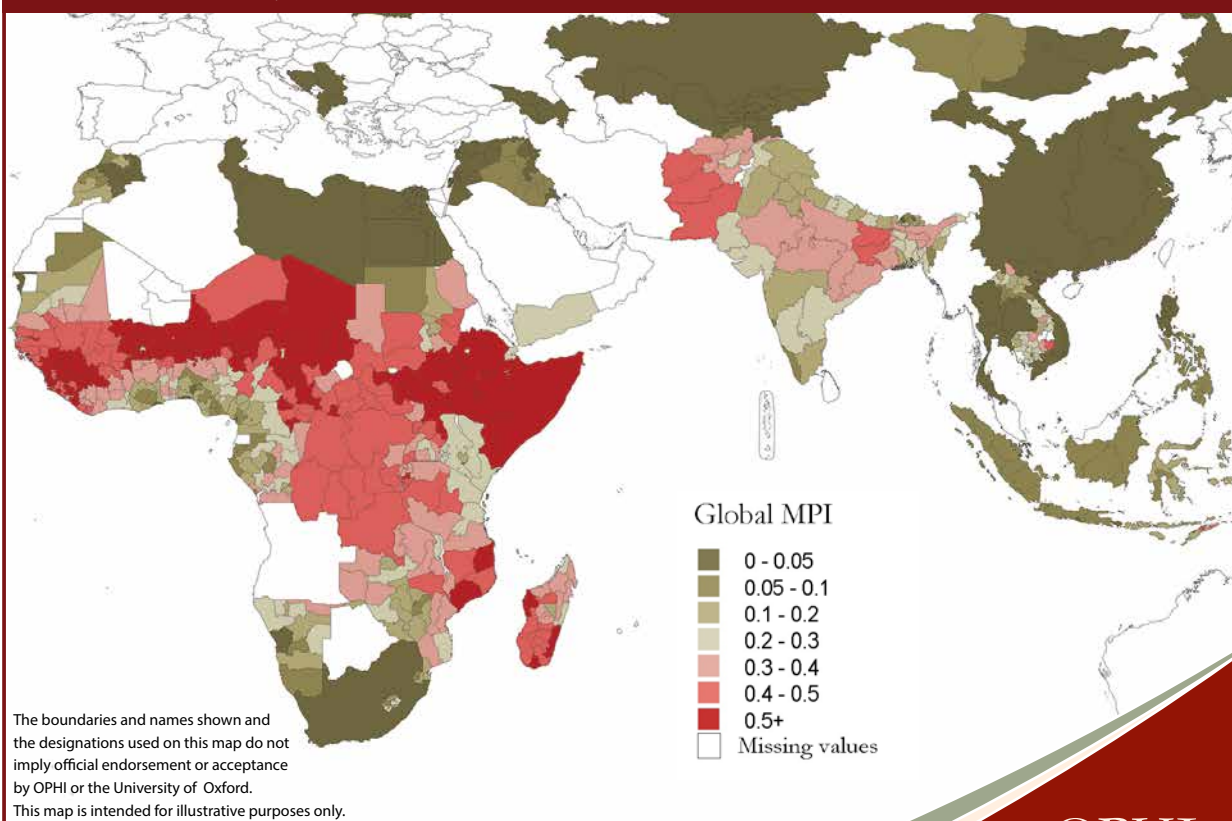 Global MPI
0 - 0.05
0.05 - 0.1
0.1 - 0.2
0.2 - 0.3
0.3 - 0.4
0.4 - 0.5
0.5+
Missing values
The boundaries and names shown and
the designations used on this map do not
imply official endorsement or acceptance
by OPHI or the University of Oxford.
This map is intended for illustrative purposes only.
OPHI